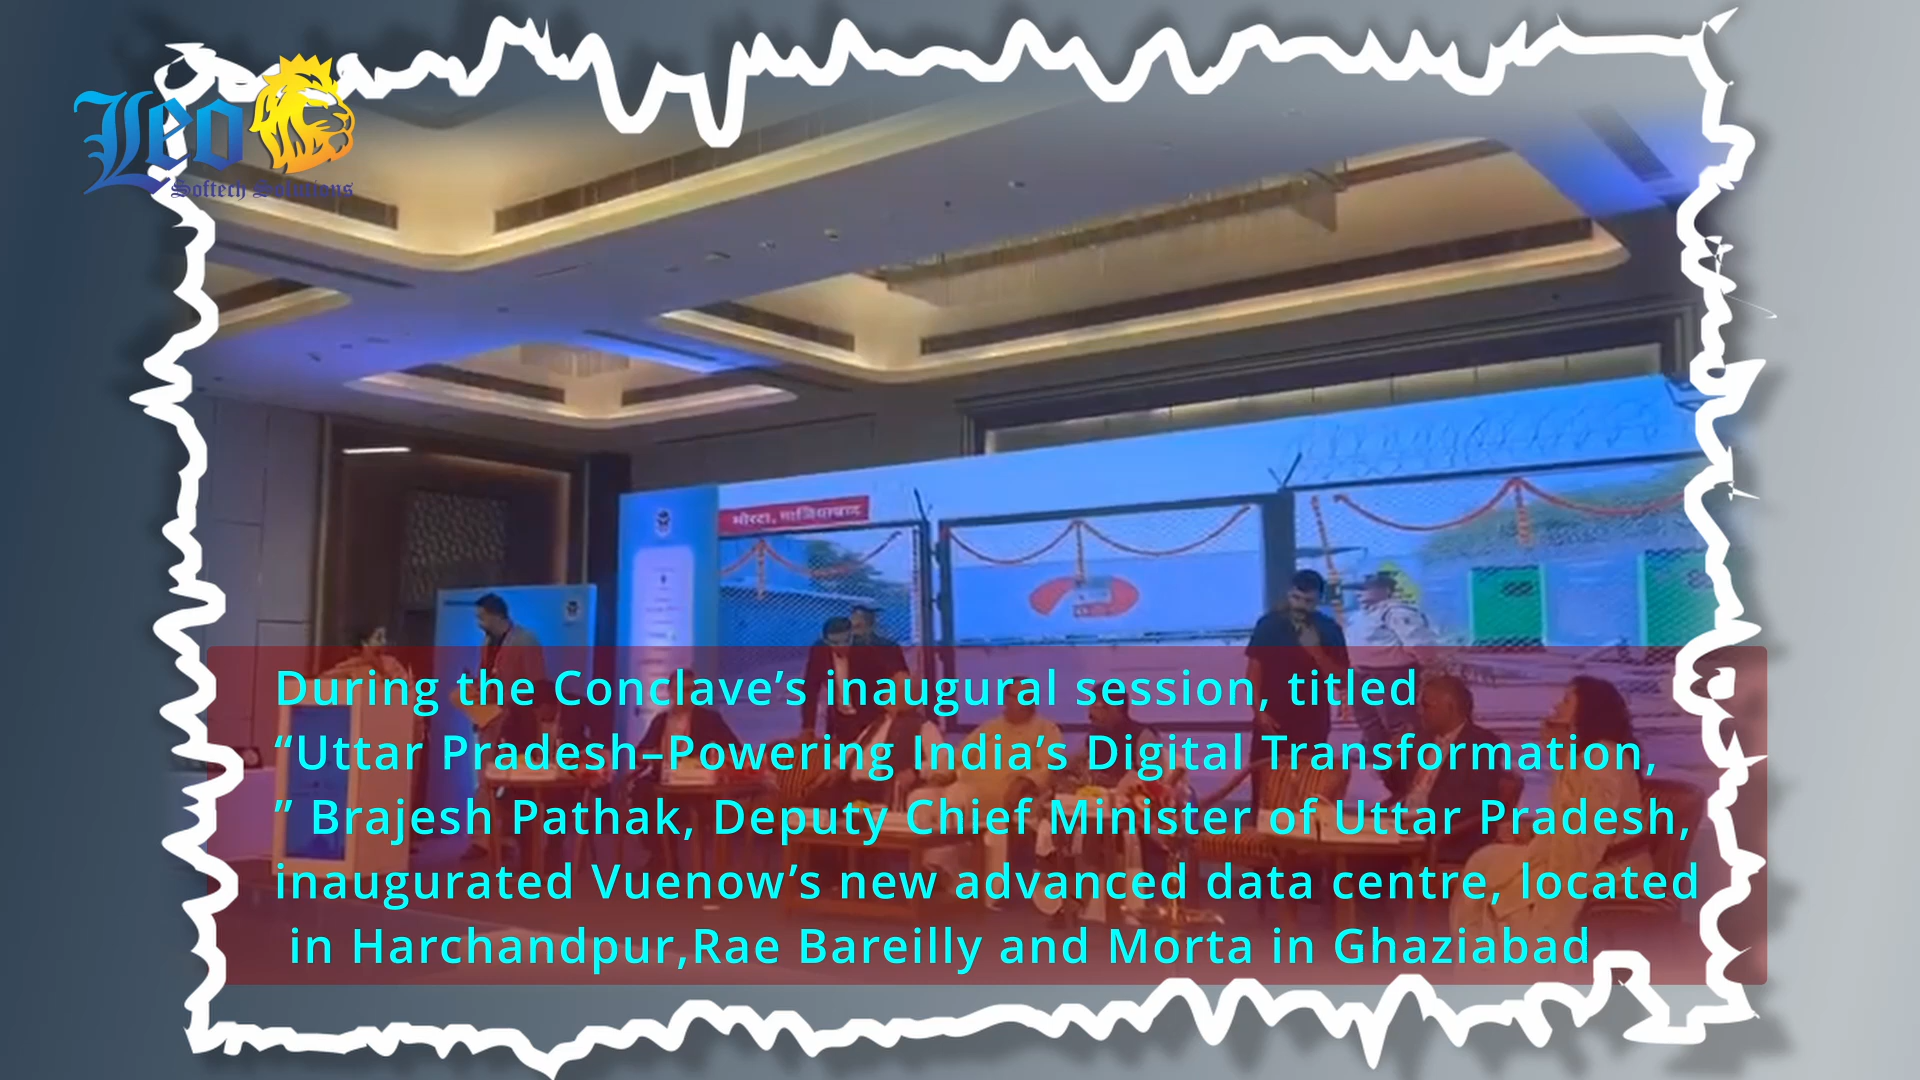 Leo
Softech Solutions
मोरटा, गाजियाबाद
During the Conclave’s inaugural session, titled
“Uttar Pradesh–Powering India’s Digital Transformation,
” Brajesh Pathak, Deputy Chief Minister of Uttar Pradesh,
inaugurated Vuenow’s new advanced data centre, located
in Harchandpur,Rae Bareilly and Morta in Ghaziabad